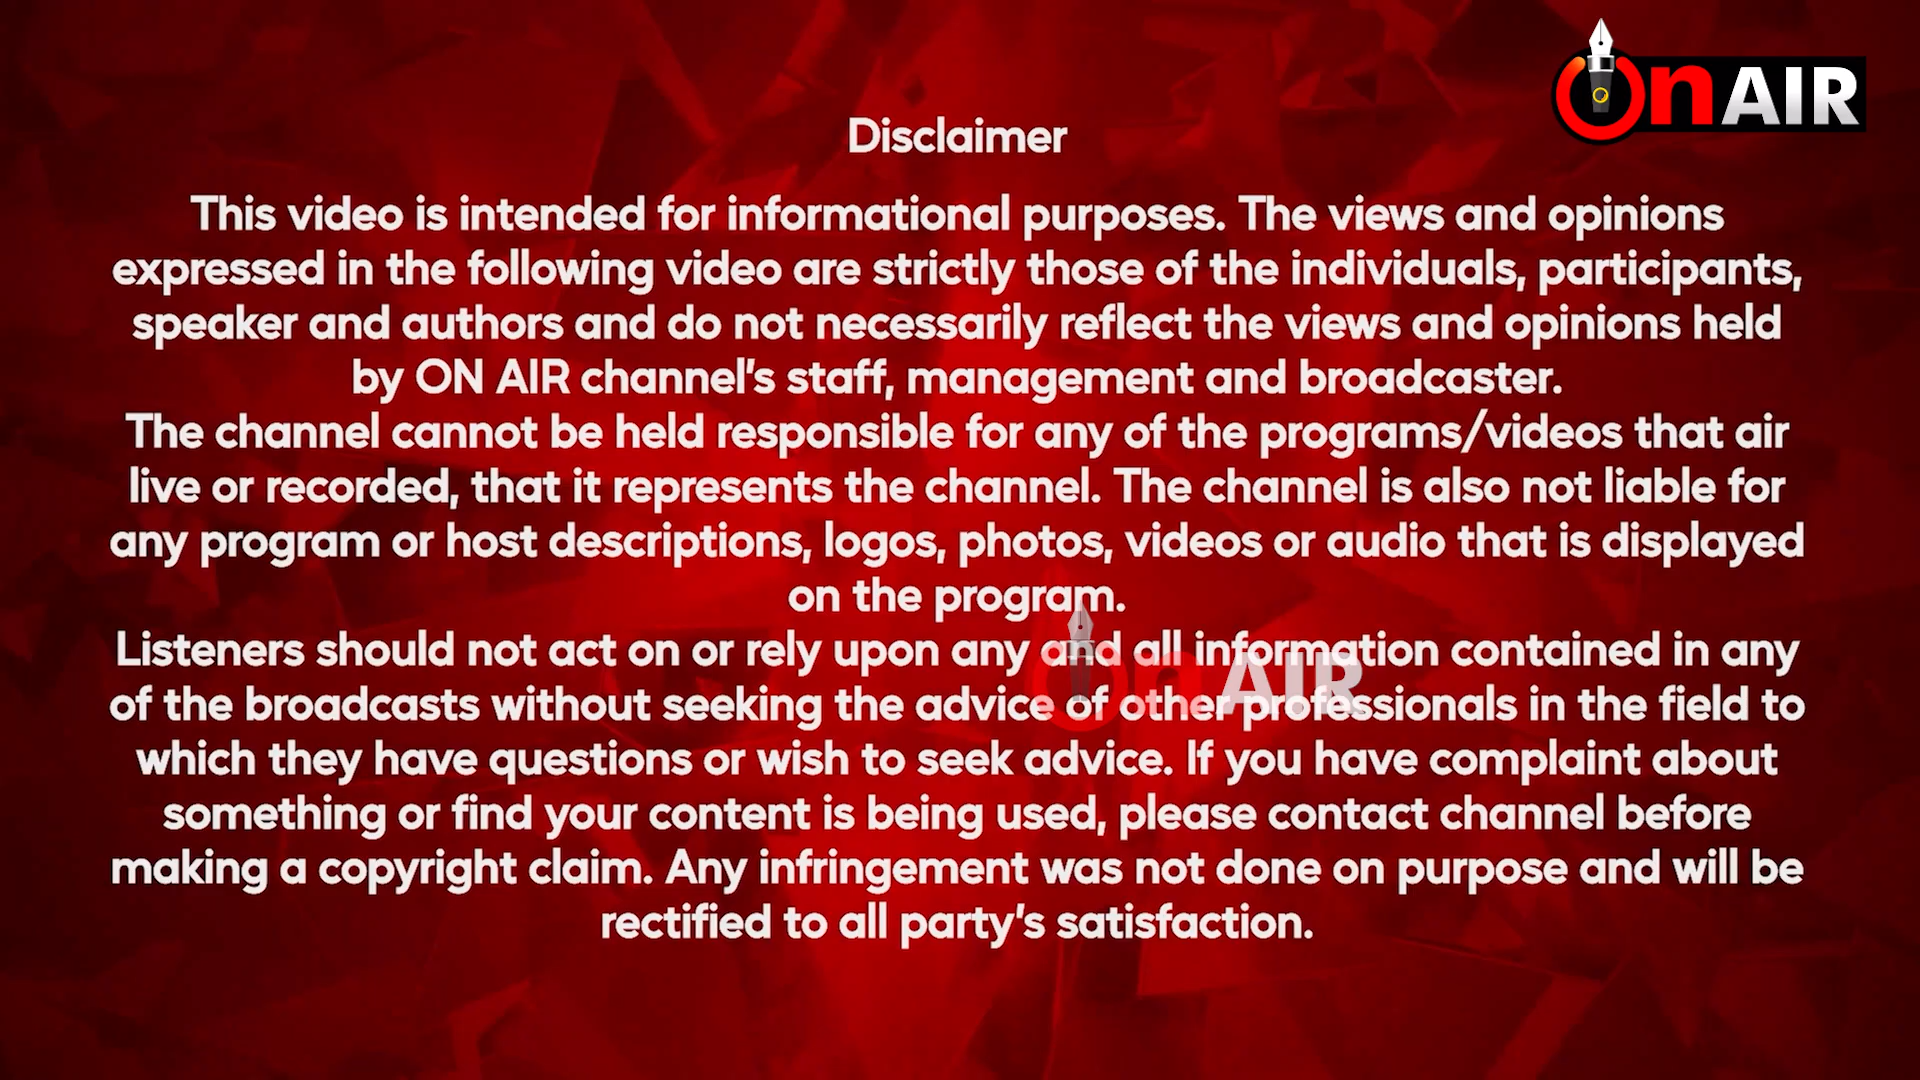 On AIR
Disclaimer
This video is intended for informational purposes. The views and opinions
expressed in the following video are strictly those of the individuals, participants,
speaker and authors and do not necessarily reflect the views and opinions held
by ON AIR channel's staff, management and broadcaster.
The channel cannot be held responsible for any of the programs/videos that air
live or recorded, that it represents the channel. The channel is also not liable for
any program or host descriptions, logos, photos, videos or audio that is displayed
on the program.
Listeners should not act on or rely upon any and all information contained in any
of the broadcasts without seeking the advice of other professionals in the field to
which they have questions or wish to seek advice. If you have complaint about
something or find your content is being used, please contact channel before
making a copyright claim. Any infringement was not done on purpose and will be
rectified to all party's satisfaction.
On AIR